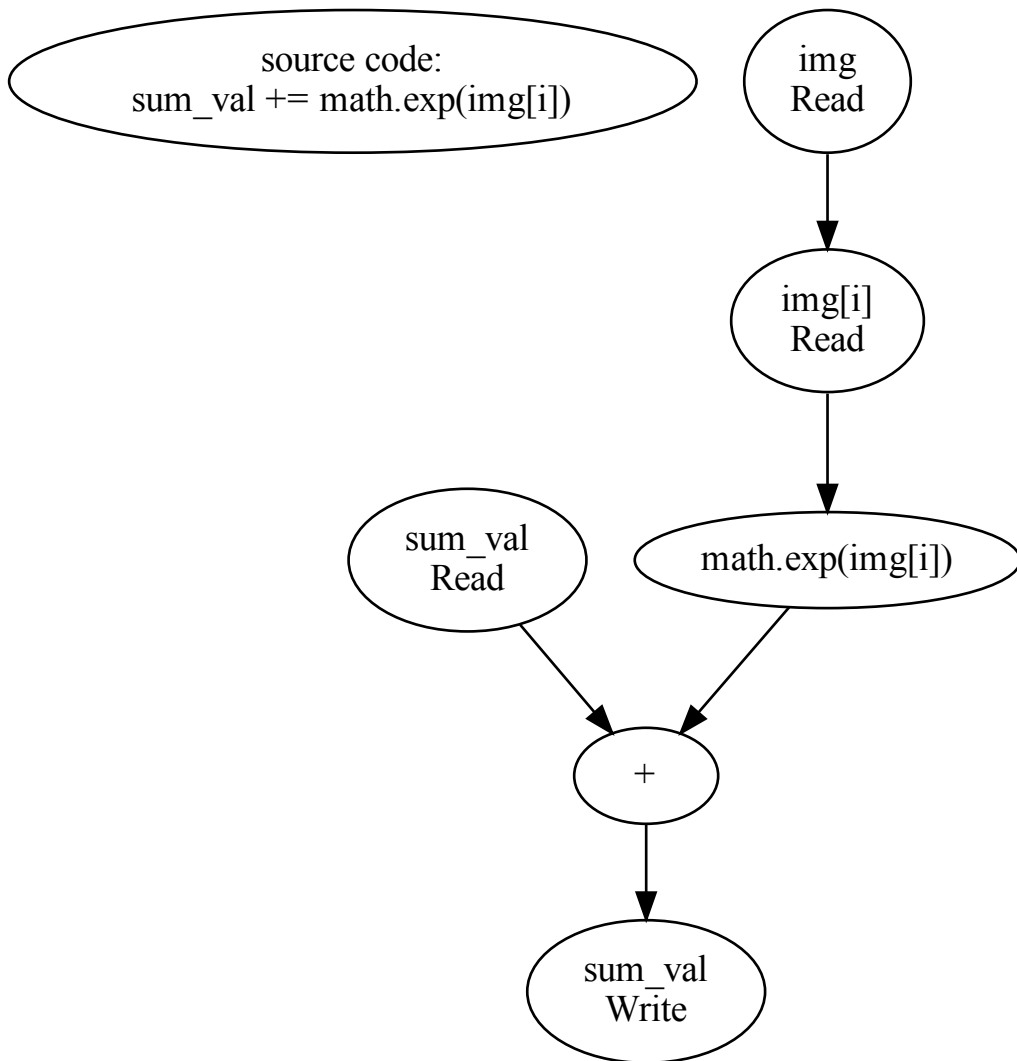 source code:
sum_val += math.exp(img[i])
img
Read
img[i]
Read
sum_val
Read
math.exp(img[i])
+
sum_val
Write